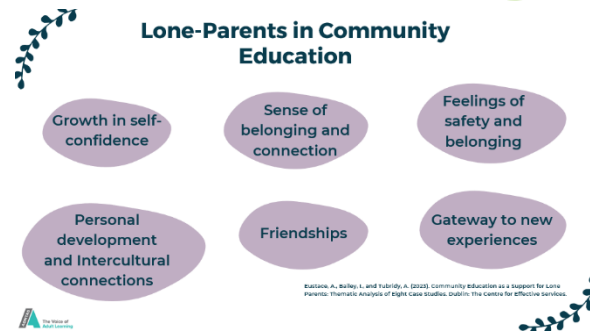 Lone-Parents in Community
Education
Growth in self-
confidence
Sense of
belonging and
connection
Feelings of
safety and
belonging
Personal
development
and Intercultural
connections
Friendships
Gateway to new
experiences
Eustace, A., Bailey, I., and Tubridy, A. (2023). Community Education as a Support for Lone
Parents: Thematic Analysis of Eight Case Studies. Dublin: The Centre for Effective Services.
The Voice of
Adult Learning